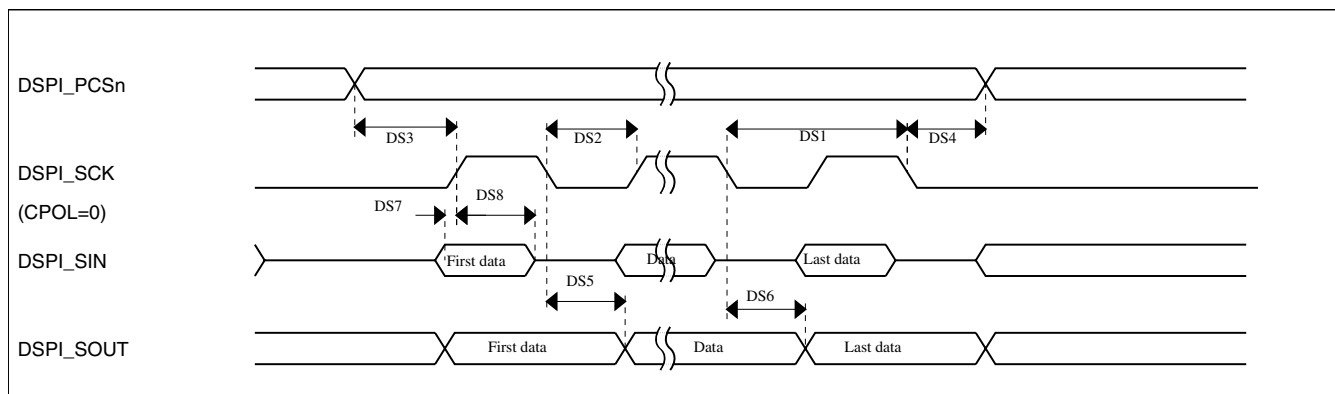 DSPI_PCSn
DS3
DS2
DS1
DS4
DSPI_SCK
(CPOL=0)
DS7
DS8
DSPI_SIN
First data
Data
Last data
DS5
DS6
DSPI_SOUT
First data
Data
Last data